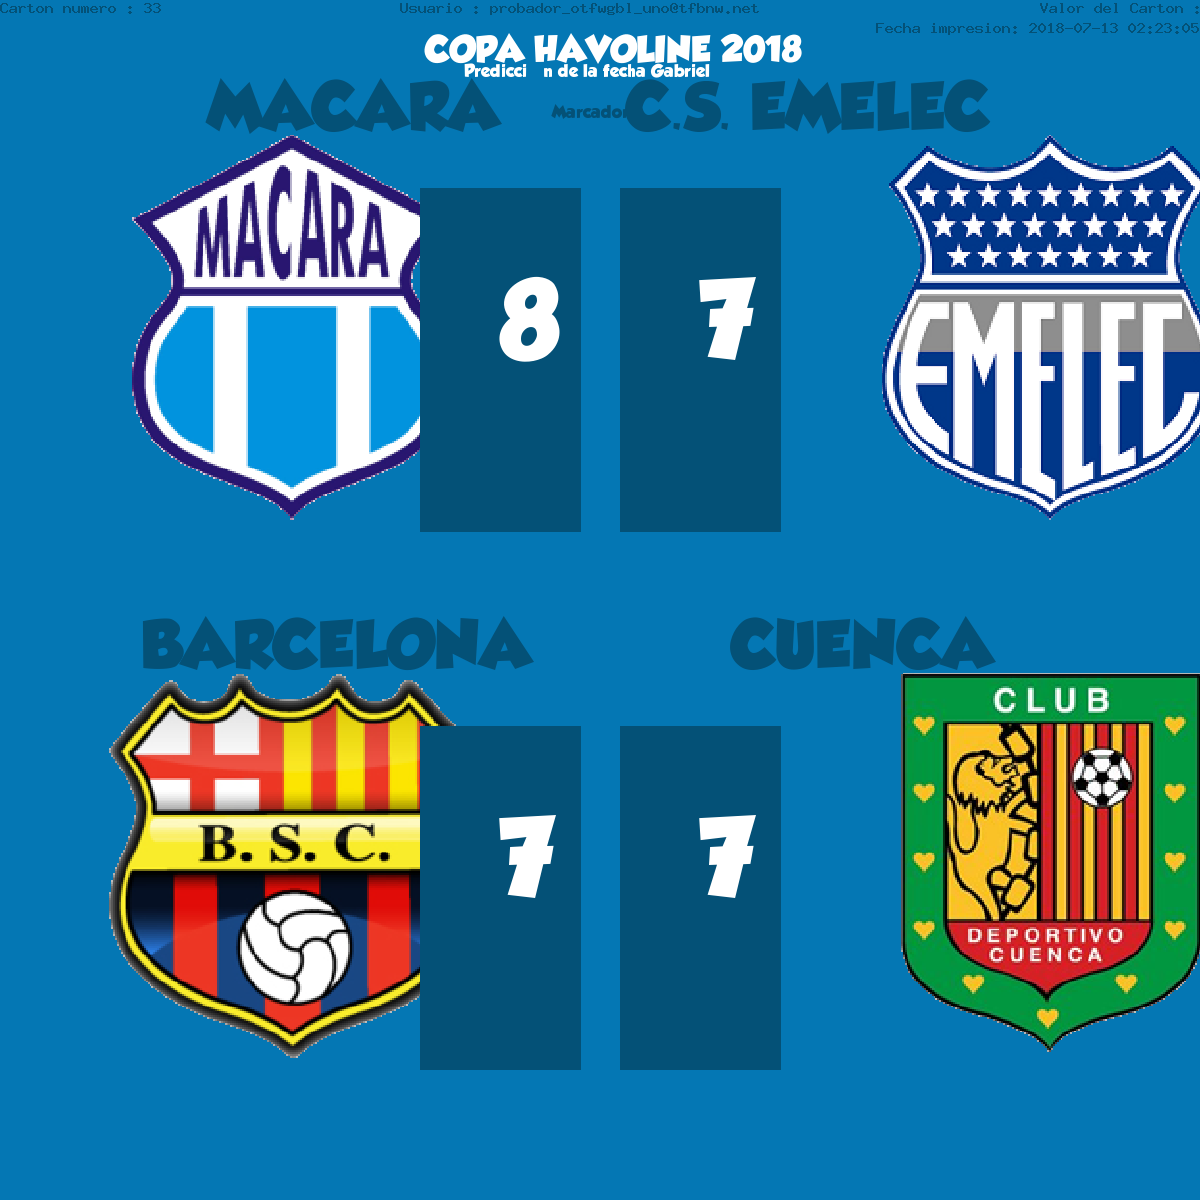 Carton numero : 33 Usuario : probador_otfwgbl_uno@tfbnw.net Valor del Carton :
Fecha impresion: 2018-07-13 02:23:05
COPA HAVOLINE 2018
Predicci n de la fecha Gabriel
MACARA Marcador C.S. EMELEC
MACARA
EMELEC
8 7
BARCELONA CUENCA
CLUB
B. S. C.
7 7
DEPORTIVO
CUENCA